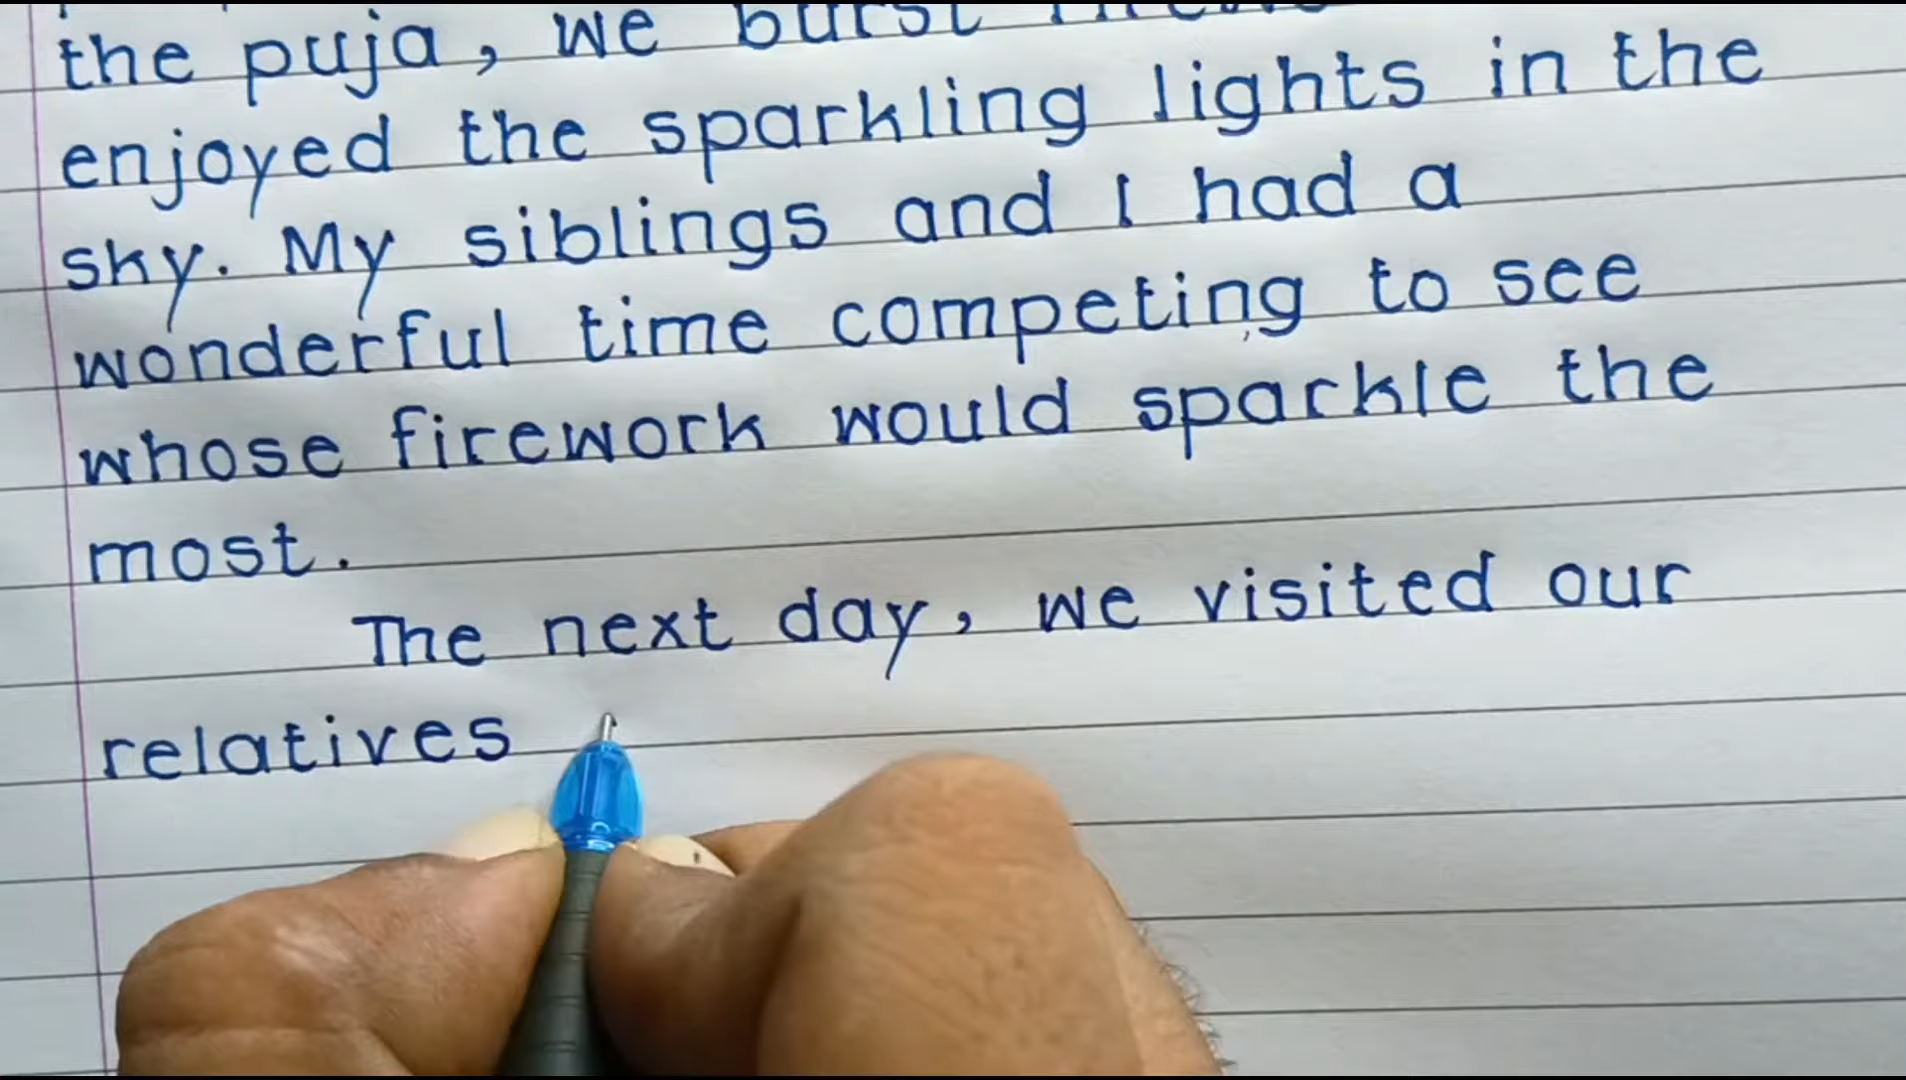 the puja, we burst
enjoyed the sparkling lights in the
sky. My siblings and I had a
wonderful time competing to see
whose firework would sparkle the
most.
The next day, we visited our
relatives